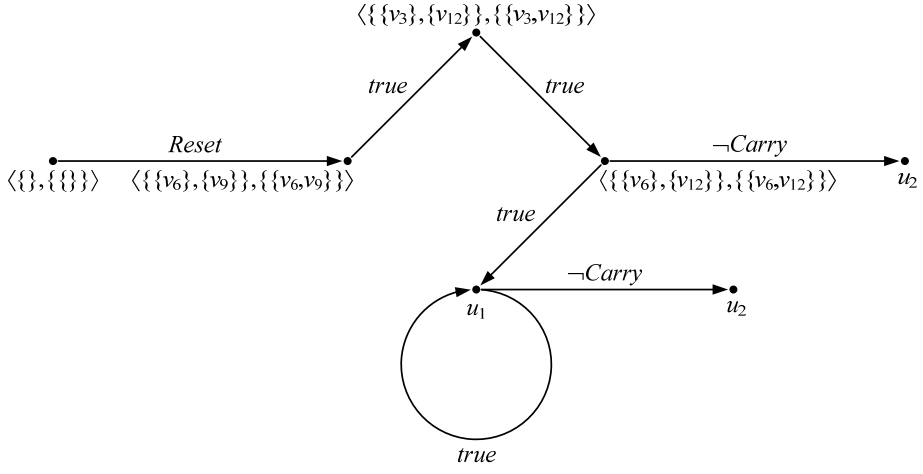 ⟨{{v₃},{v₁₂}},{{v₃,v₁₂}}⟩
true
true
Reset
¬Carry
⟨{},{{}}⟩
⟨{{v₆},{v₉}},{{v₆,v₉}}⟩
⟨{{v₆},{v₁₂}},{{v₆,v₁₂}}⟩
u₂
true
¬Carry
u₁
u₂
true